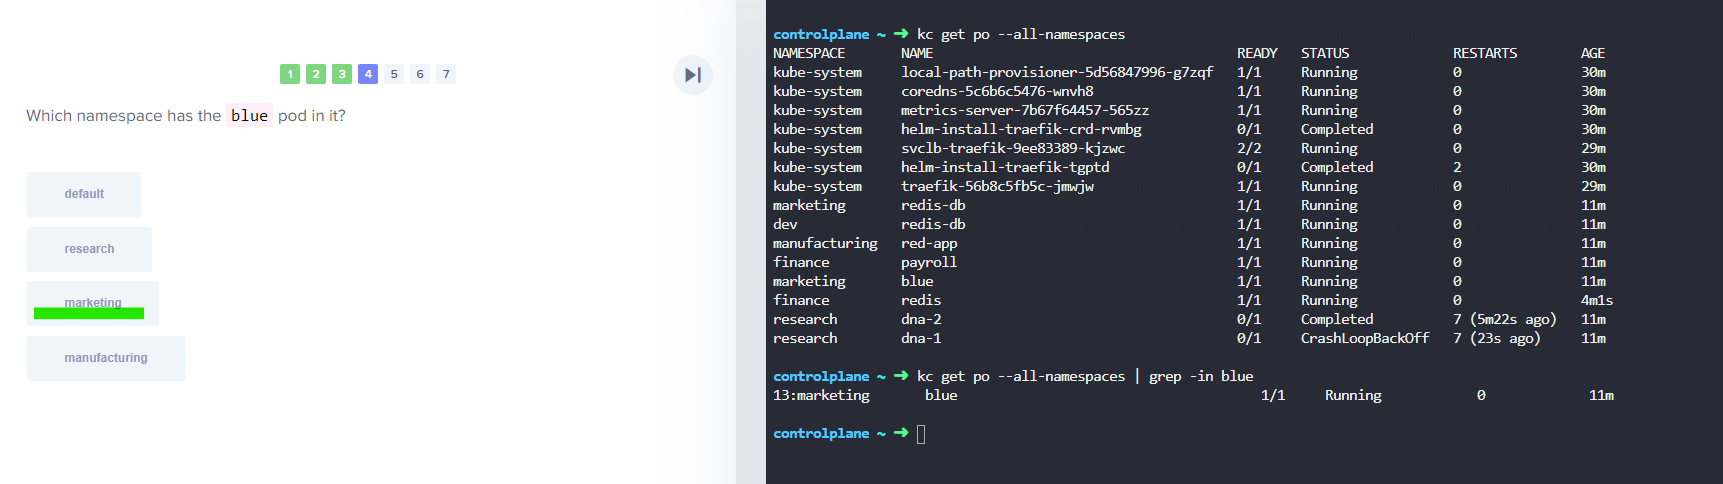 1 2 3 4 5 6 7
Which namespace has the blue pod in it?
default
research
marketing
manufacturing
controlplane ~ ➜ kc get po --all-namespaces
NAMESPACE NAME READY STATUS RESTARTS AGE
kube-system local-path-provisioner-5d56847996-g7zqf 1/1 Running 0 30m
kube-system coredns-5c6b6c5476-wnvh8 1/1 Running 0 30m
kube-system metrics-server-7b67f64457-565zz 1/1 Running 0 30m
kube-system helm-install-traefik-crd-rvmbg 0/1 Completed 0 30m
kube-system svclb-traefik-9ee83389-kjzwc 2/2 Running 0 29m
kube-system helm-install-traefik-tgptd 0/1 Completed 2 30m
kube-system traefik-56b8c5fb5c-jmwjw 1/1 Running 0 29m
marketing redis-db 1/1 Running 0 11m
dev redis-db 1/1 Running 0 11m
manufacturing red-app 1/1 Running 0 11m
finance payroll 1/1 Running 0 11m
marketing blue 1/1 Running 0 11m
finance redis 1/1 Running 0 4m1s
research dna-2 0/1 Completed 7 (5m22s ago) 11m
research dna-1 0/1 CrashLoopBackOff 7 (23s ago) 11m
controlplane ~ ➜ kc get po --all-namespaces | grep -in blue
13:marketing blue 1/1 Running 0 11m
controlplane ~ ➜